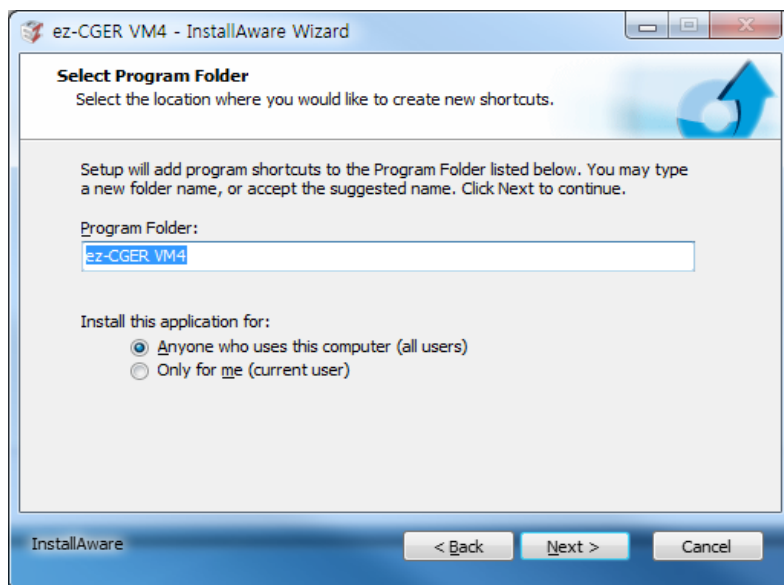 ez-CGER VM4 - InstallAware Wizard
Select Program Folder
Select the location where you would like to create new shortcuts.
Setup will add program shortcuts to the Program Folder listed below. You may type
a new folder name, or accept the suggested name. Click Next to continue.
Program Folder:
ez-CGER VM4
Install this application for:
Anyone who uses this computer (all users)
Only for me (current user)
InstallAware
< Back
Next >
Cancel